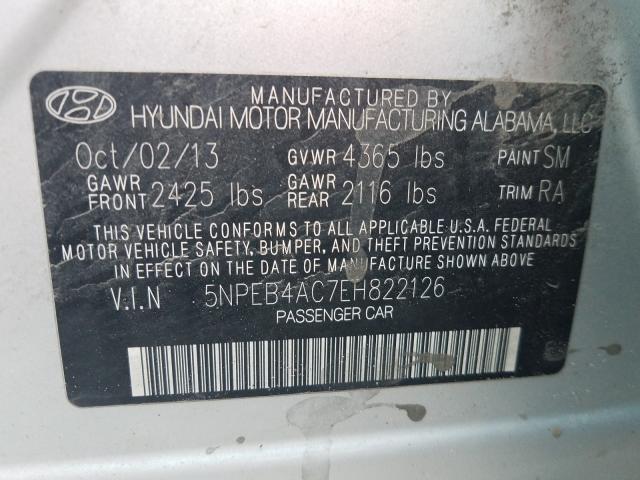 MANUFACTURED BY
HYUNDAI MOTOR MANUFACTURING ALABAMA, LLC
Oct/02/13 GVWR 4365 lbs PAINT SM
GAWR FRONT 2425 lbs GAWR REAR 2116 lbs TRIM RA
THIS VEHICLE CONFORMS TO ALL APPLICABLE U.S.A. FEDERAL
MOTOR VEHICLE SAFETY, BUMPER, AND THEFT PREVENTION STANDARDS
IN EFFECT ON THE DATE OF MANUFACTURE SHOWN ABOVE.
V.I.N 5NPEB4AC7EH822126
PASSENGER CAR